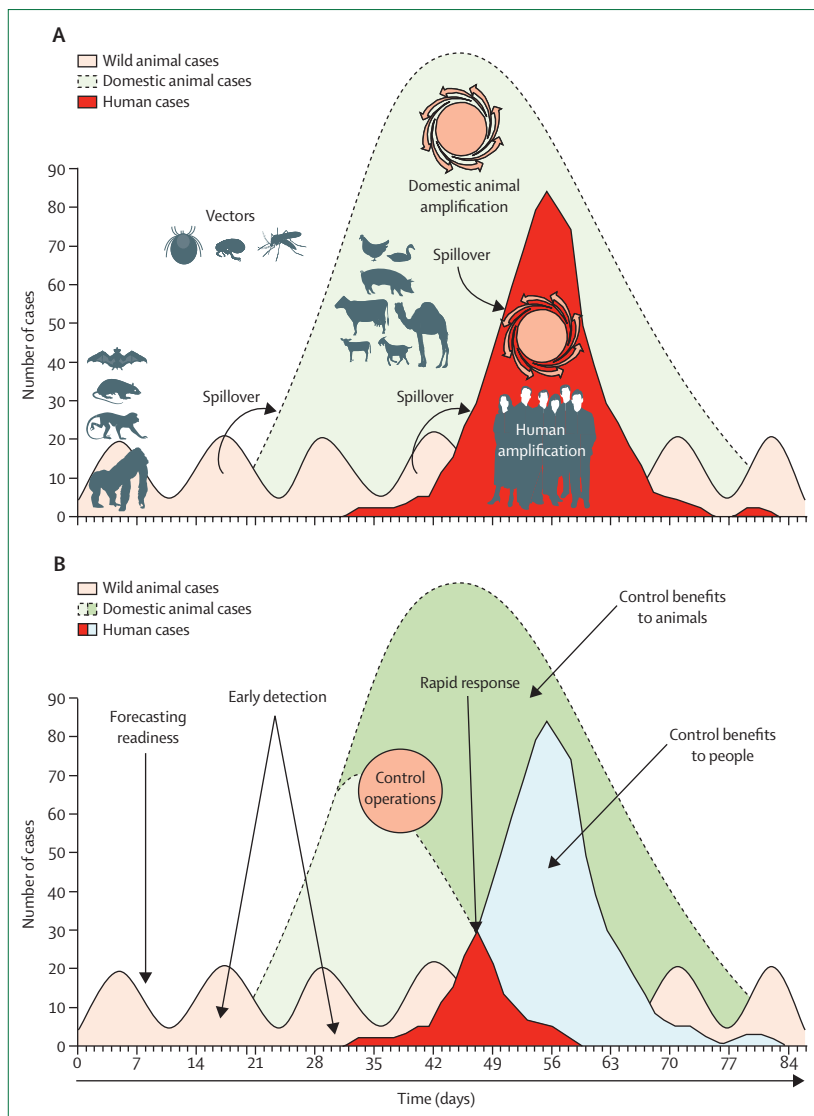 A
Wild animal cases
Domestic animal cases
Human cases
90
80
70
60
50
40
30
20
10
0
Number of cases
Vectors
Domestic animal
amplification
Spillover
Spillover
Spillover
Human
amplification
B
Wild animal cases
Domestic animal cases
Human cases
Control benefits
to animals
Rapid response
Early detection
Forecasting
readiness
Control benefits
to people
Control
operations
90
80
70
60
50
40
30
20
10
0
Number of cases
0 7 14 21 28 35 42 49 56 63 70 77 84
Time (days)